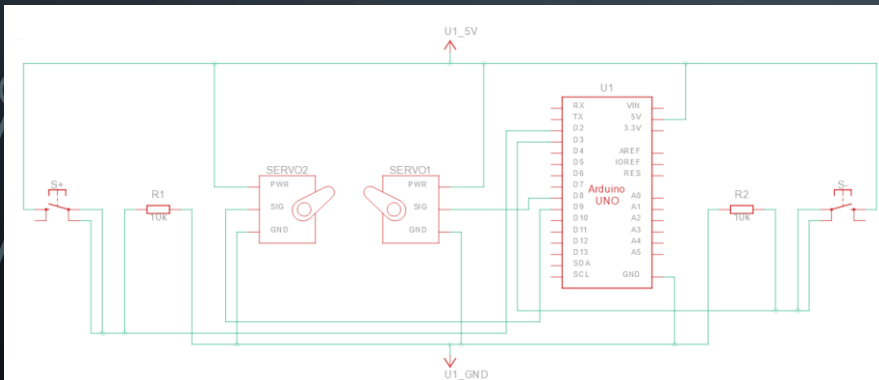 U1_5V
S+
R1
10k
SERVO2
PWR
SIG
GND
SERVO1
PWR
SIG
GND
U1
RX
TX
D2
D3
D4
D5
D6
D7
D8
D9
D10
D11
D12
D13
SDA
SCL
Arduino
UNO
VIN
5V
3.3V
AREF
IOREF
RES
A0
A1
A2
A3
A4
A5
GND
R2
10k
S-
U1_GND